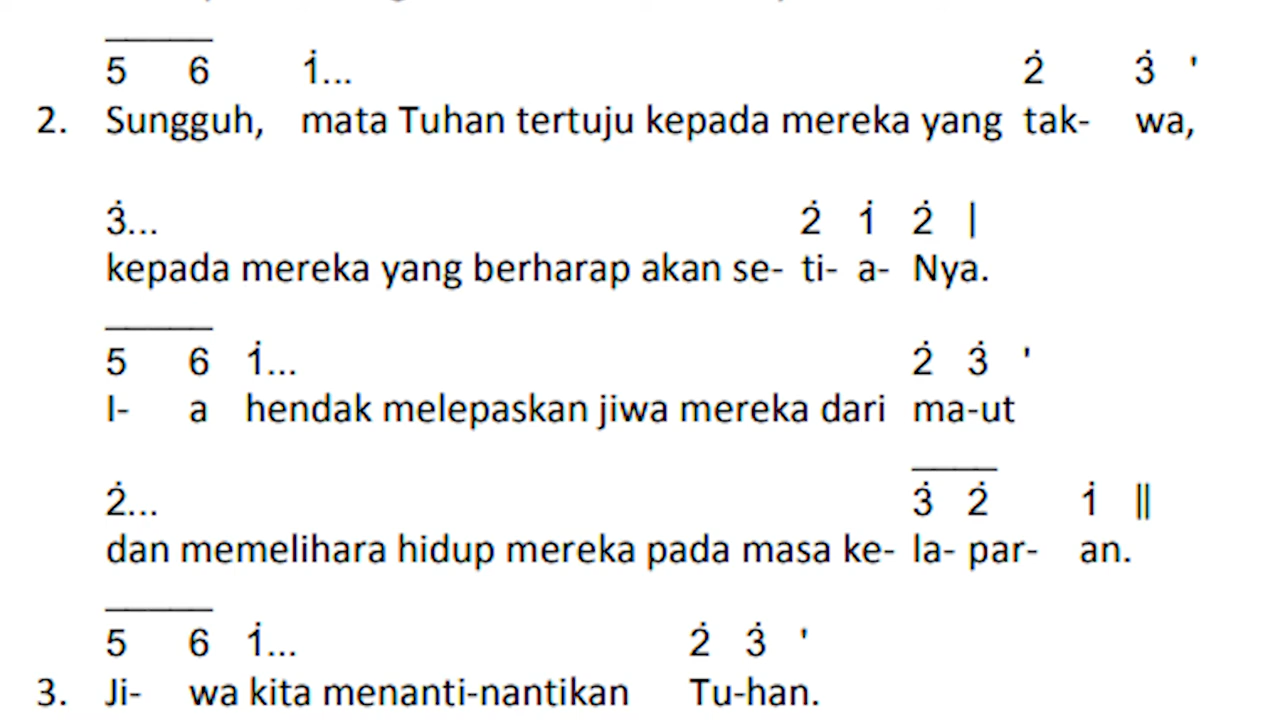 5 6 1̇... 2̇ 3̇ '
2. Sungguh, mata Tuhan tertuju kepada mereka yang tak- wa,
3̇... 2̇ 1̇ 2̇ |
kepada mereka yang berharap akan se- ti- a- Nya.
5 6 1̇... 2̇ 3̇ '
I- a hendak melepaskan jiwa mereka dari ma-ut
2̇... 3̇ 2̇ 1̇ ||
dan memelihara hidup mereka pada masa ke- la- par- an.
5 6 1̇... 2̇ 3̇ '
3. Ji- wa kita menanti-nantikan Tu-han.